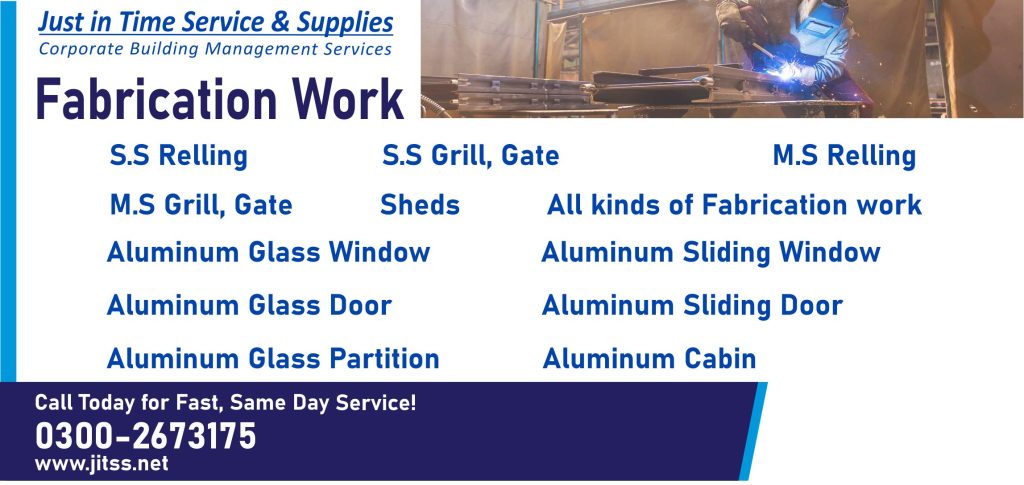 Just in Time Service & Supplies
Corporate Building Management Services
Fabrication Work
S.S Relling S.S Grill, Gate M.S Relling
M.S Grill, Gate Sheds All kinds of Fabrication work
Aluminum Glass Window Aluminum Sliding Window
Aluminum Glass Door Aluminum Sliding Door
Aluminum Glass Partition Aluminum Cabin
Call Today for Fast, Same Day Service!
0300-2673175
www.jitss.net